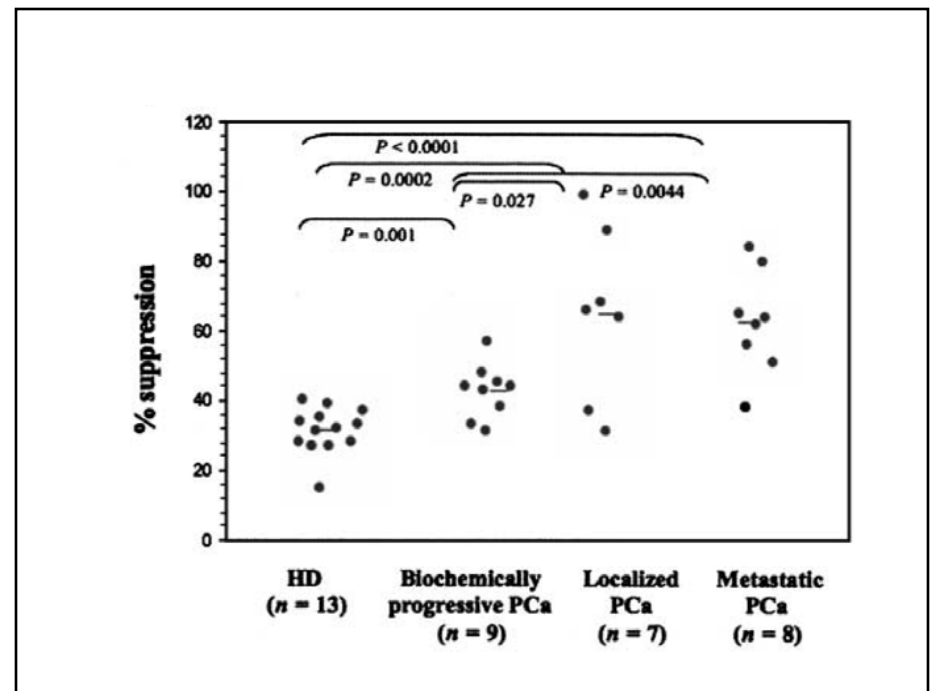 120
P < 0.0001
P = 0.0002
100
P = 0.0044
P = 0.027
P = 0.001
80
60
40
20
0
% suppression
HD
(n = 13)
Biochemically
progressive PCa
(n = 9)
Localized
PCa
(n = 7)
Metastatic
PCa
(n = 8)